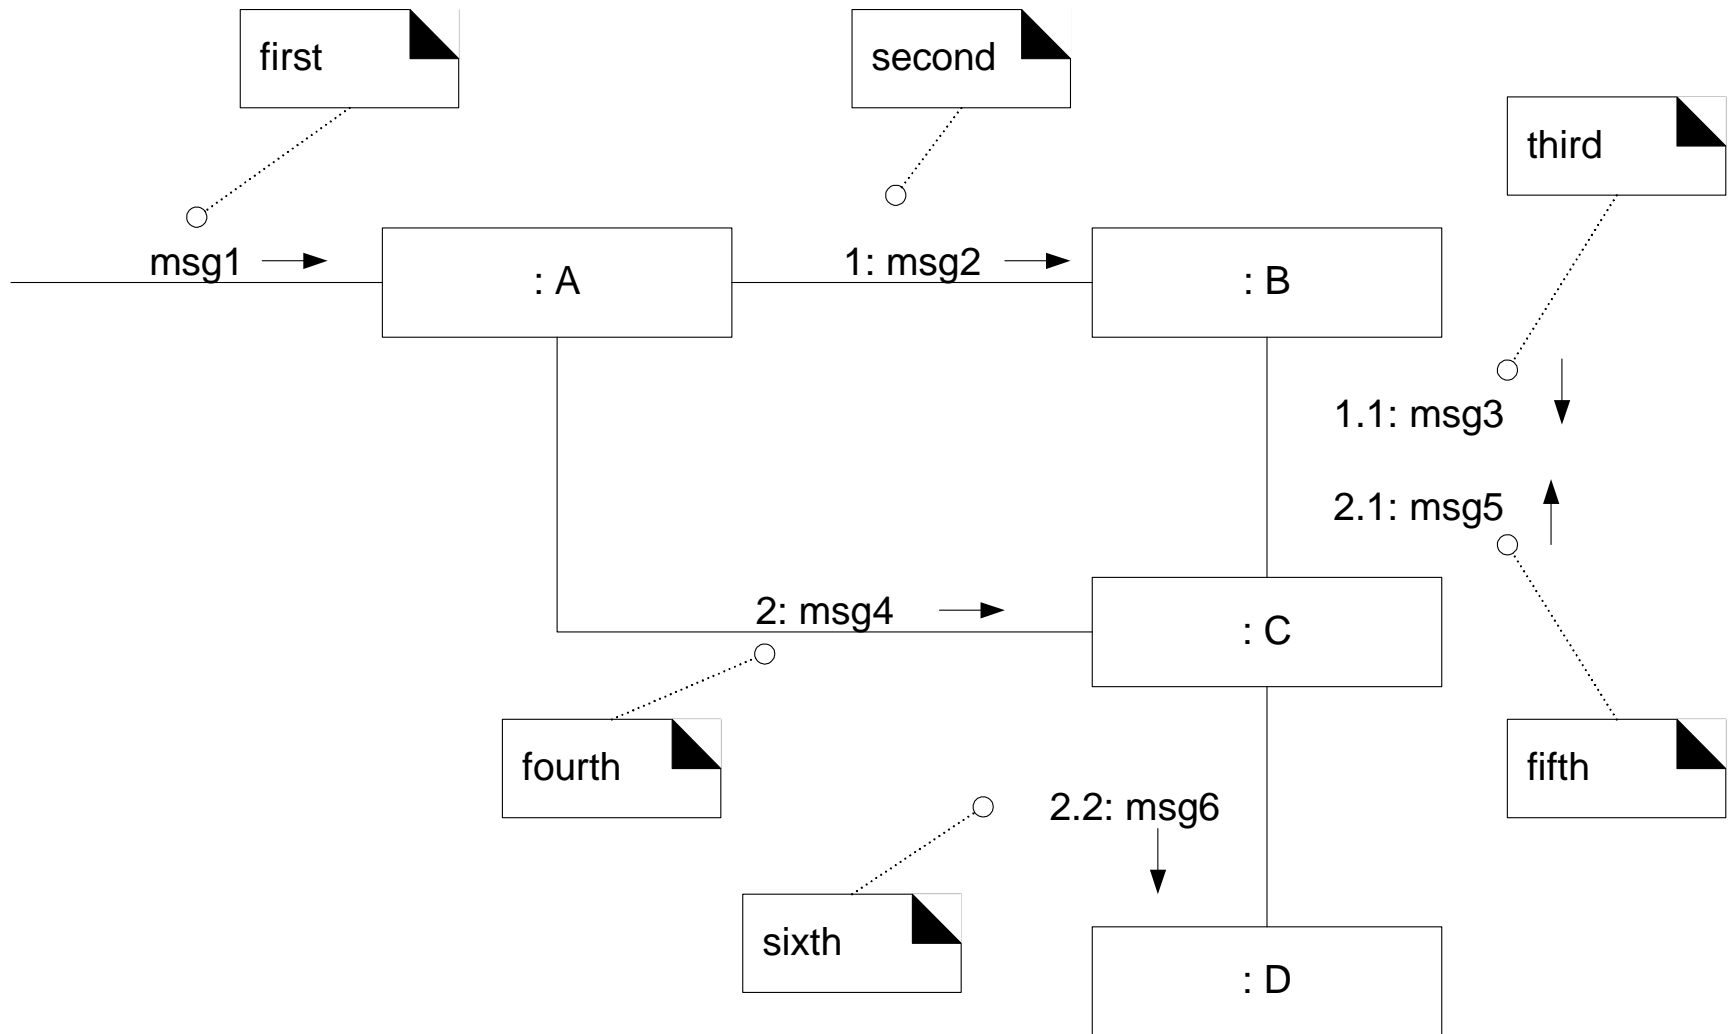 first
second
third
msg1
: A
1: msg2
: B
1.1: msg3
2.1: msg5
2: msg4
: C
fourth
2.2: msg6
fifth
sixth
: D